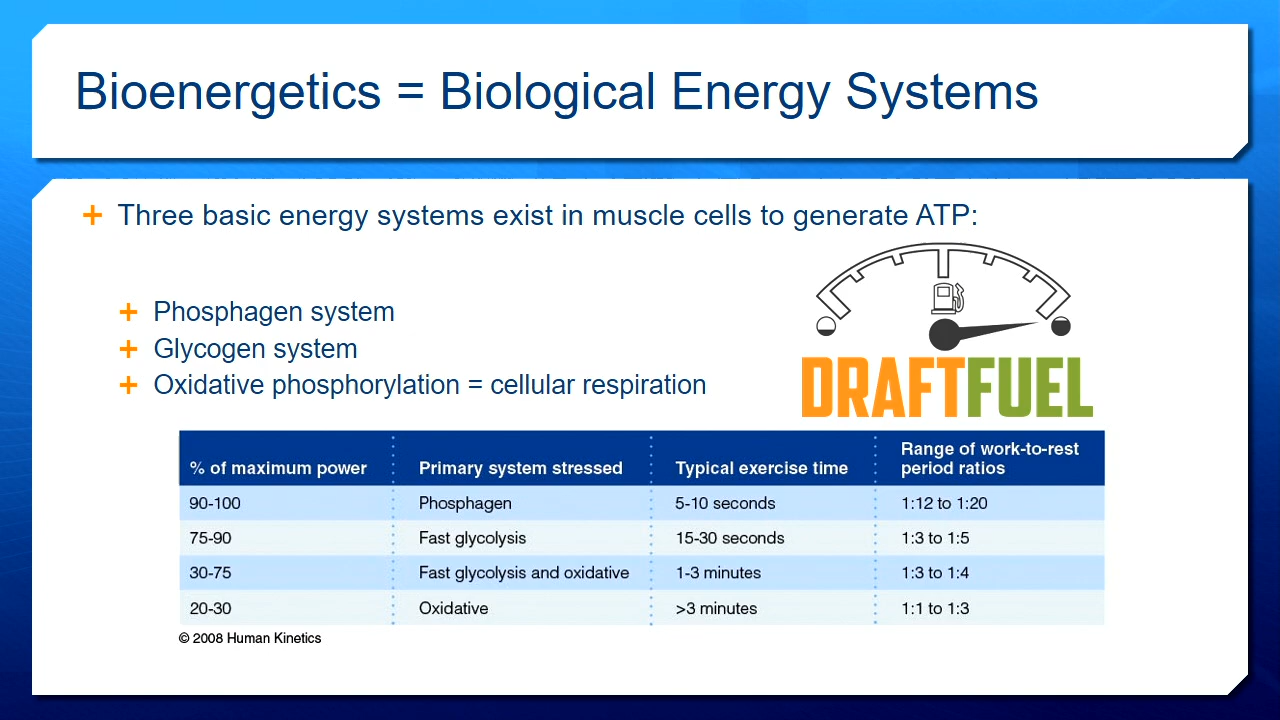 Bioenergetics = Biological Energy Systems
Three basic energy systems exist in muscle cells to generate ATP:
Phosphagen system
Glycogen system
Oxidative phosphorylation = cellular respiration
DRAFTFUEL
% of maximum power Primary system stressed Typical exercise time Range of work-to-rest period ratios
90-100 Phosphagen 5-10 seconds 1:12 to 1:20
75-90 Fast glycolysis 15-30 seconds 1:3 to 1:5
30-75 Fast glycolysis and oxidative 1-3 minutes 1:3 to 1:4
20-30 Oxidative >3 minutes 1:1 to 1:3
© 2008 Human Kinetics